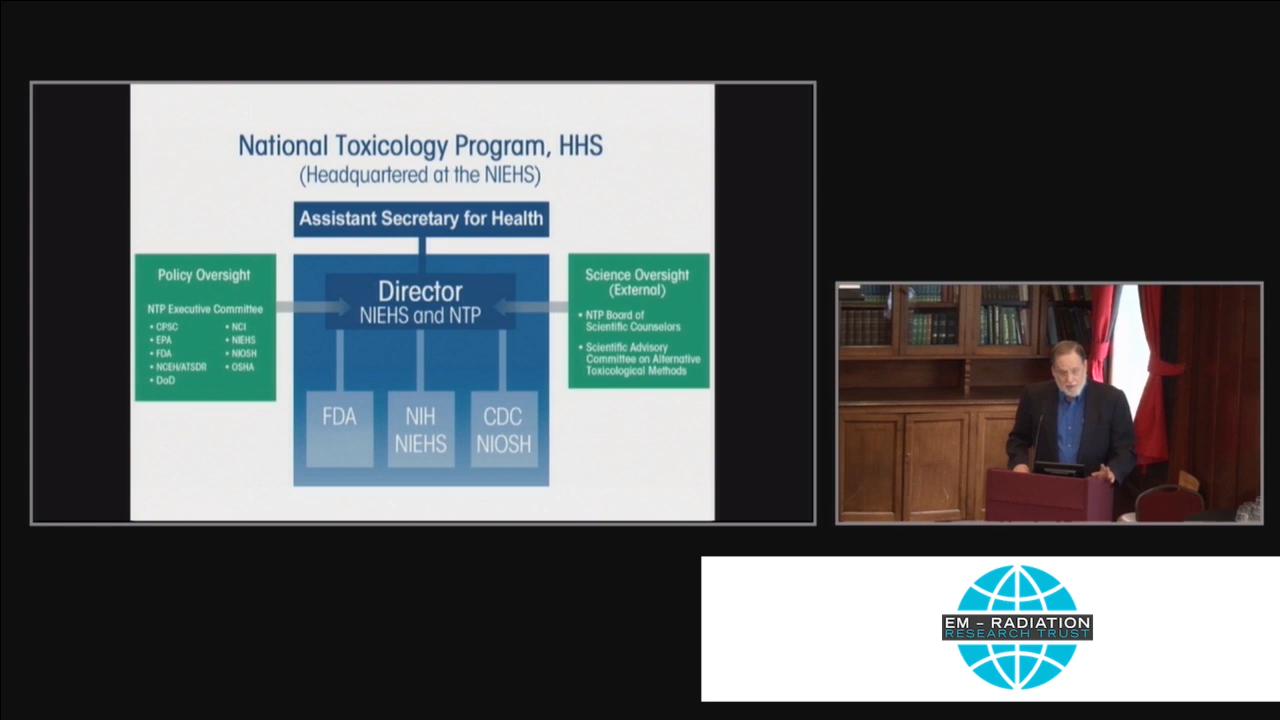 National Toxicology Program, HHS
(Headquartered at the NIEHS)
Assistant Secretary for Health
Policy Oversight
NTP Executive Committee
• CPSC
• EPA
• FDA
• NCEH/ATSDR
• DoD
• NCI
• NIEHS
• NIOSH
• OSHA
Director
NIEHS and NTP
FDA
NIH
NIEHS
CDC
NIOSH
Science Oversight
(External)
• NTP Board of
Scientific Counselors
• Scientific Advisory
Committee on Alternative
Toxicological Methods
EM – RADIATION
RESEARCH TRUST